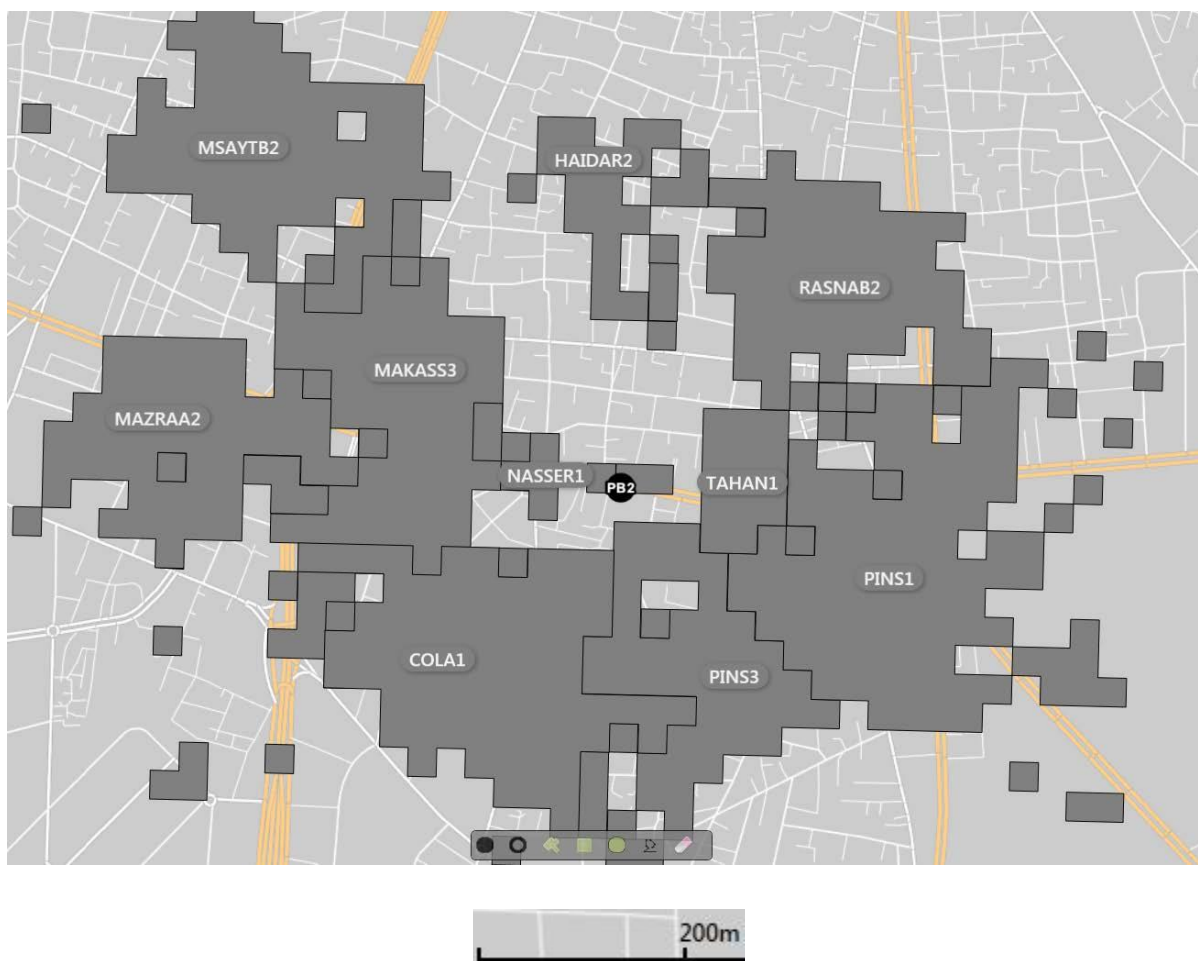 MSAYTB2
HAIDAR2
RASNAB2
MAKASS3
MAZRAA2
NASSER1
PB2
TAHAN1
PINS1
COLA1
PINS3
200m